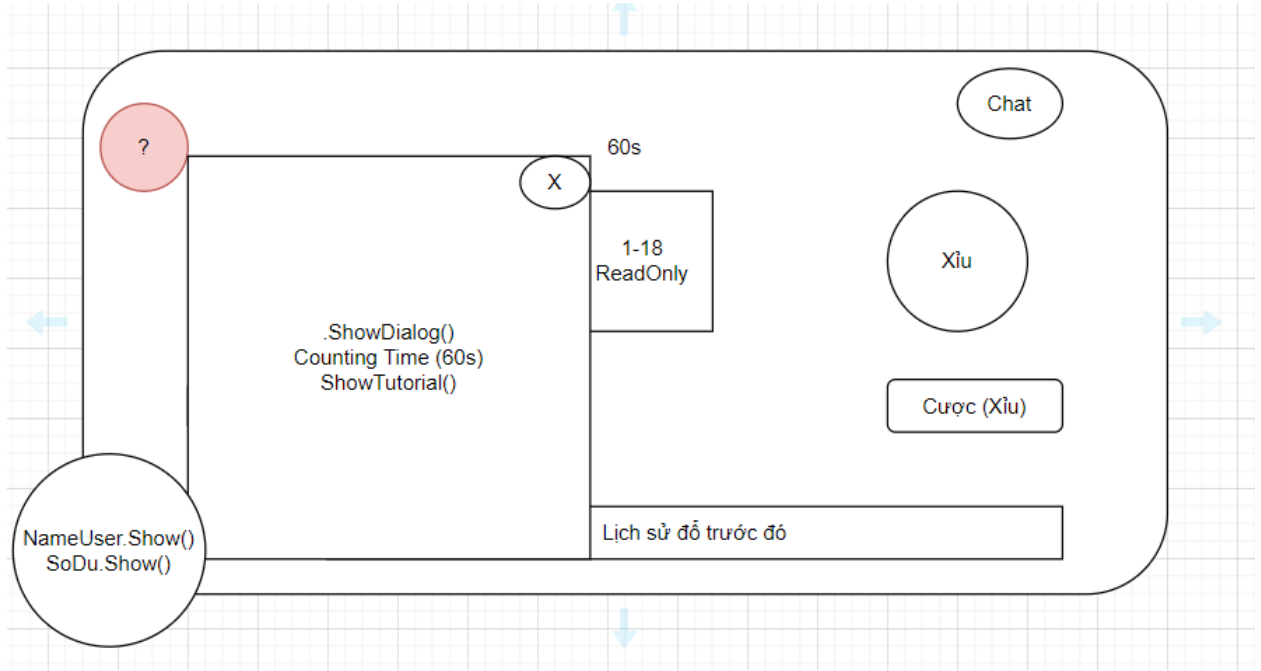 Chat
?
60s
X
1-18
ReadOnly
Xỉu
.ShowDialog()
Counting Time (60s)
ShowTutorial()
Cược (Xỉu)
Lịch sử đổ trước đó
NameUser.Show()
SoDu.Show()